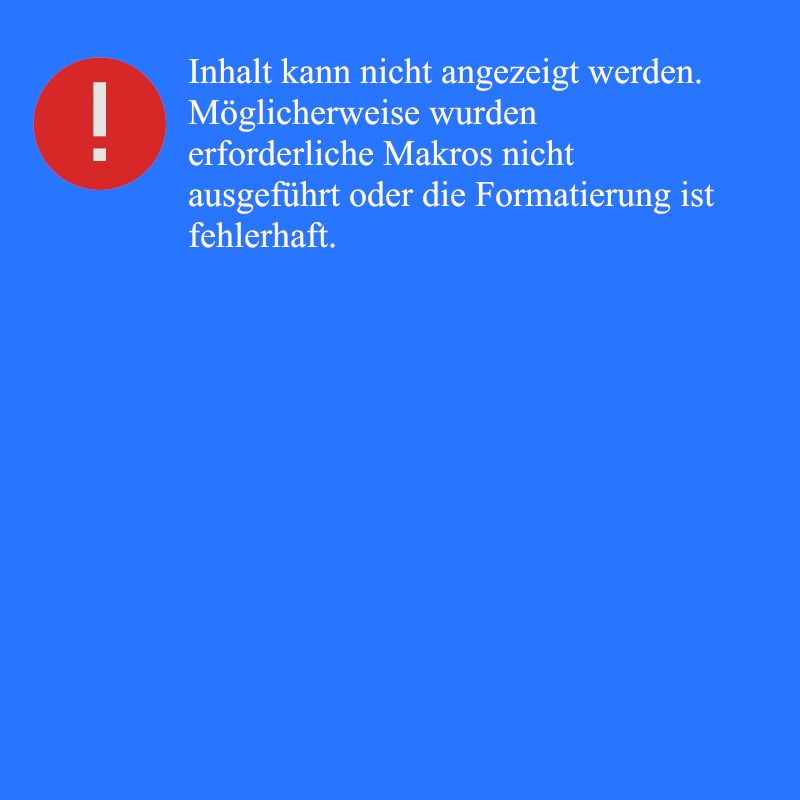 Inhalt kann nicht angezeigt werden.
Möglicherweise wurden
erforderliche Makros nicht
ausgeführt oder die Formatierung ist
fehlerhaft.